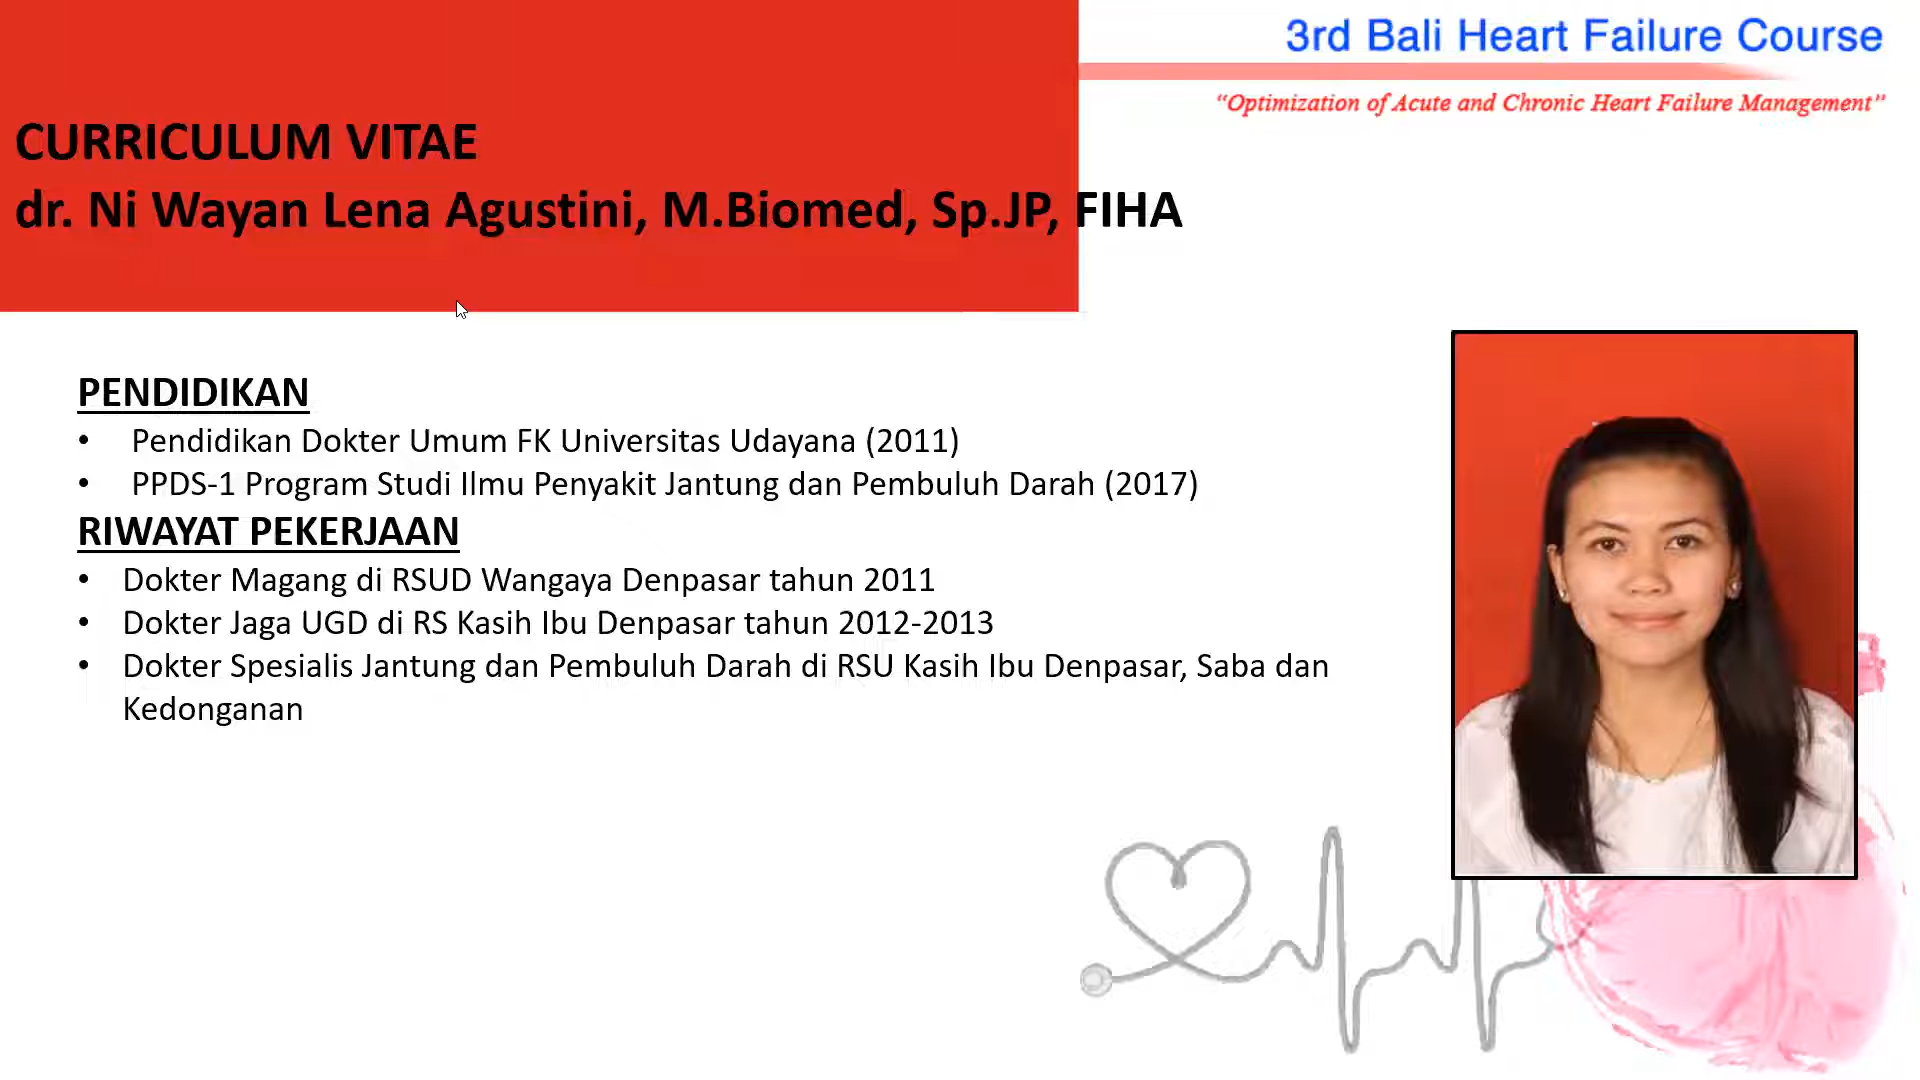 3rd Bali Heart Failure Course
“Optimization of Acute and Chronic Heart Failure Management”
CURRICULUM VITAE
dr. Ni Wayan Lena Agustini, M.Biomed, Sp.JP, FIHA
PENDIDIKAN
• Pendidikan Dokter Umum FK Universitas Udayana (2011)
• PPDS-1 Program Studi Ilmu Penyakit Jantung dan Pembuluh Darah (2017)
RIWAYAT PEKERJAAN
• Dokter Magang di RSUD Wangaya Denpasar tahun 2011
• Dokter Jaga UGD di RS Kasih Ibu Denpasar tahun 2012-2013
• Dokter Spesialis Jantung dan Pembuluh Darah di RSU Kasih Ibu Denpasar, Saba dan
Kedonganan